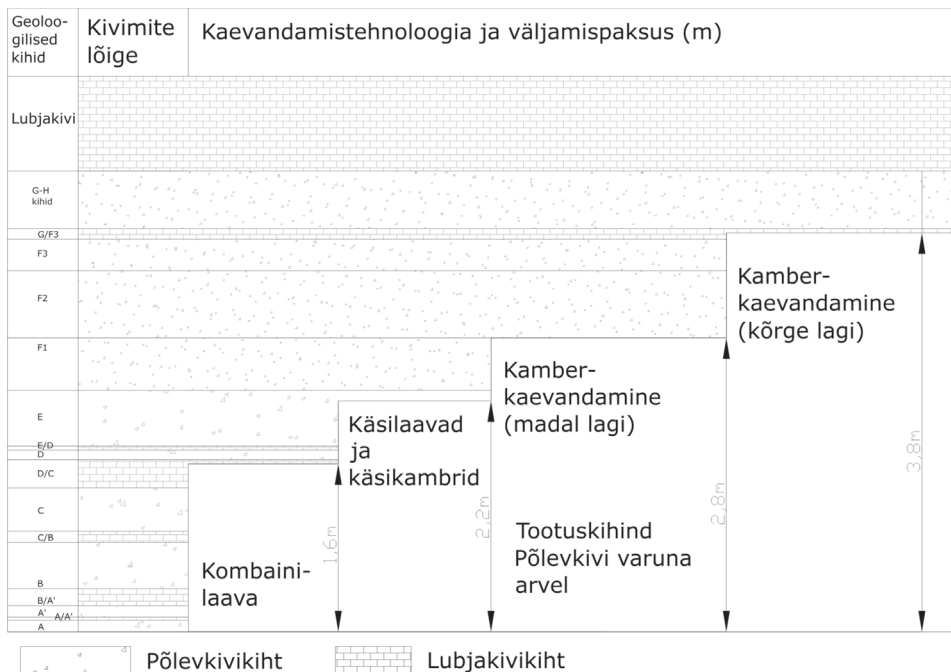 Geoloo-
gilised
kihid
Kivimite
lõige
Kaevandamistehnoloogia ja väljamispaksus (m)
Lubjakivi
G-H
kihid
G/F3
F3
F2
F1
E
E/D
D
D/C
C
C/B
B
B/A'
A'
A/A'
A
Kombaini-
laava
1,6m
Käsilaavad
ja
käsikambrid
2,2m
Kamber-
kaevandamine
(madal lagi)
Tootuskihind
Põlevkivi varuna
arvel
2,8m
Kamber-
kaevandamine
(kõrge lagi)
3,8m
Põlevkivikiht
Lubjakivikiht